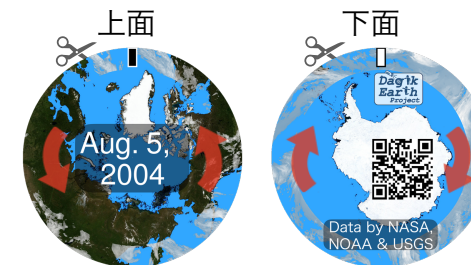 上面
下面
Aug. 5,
2004
Dagik
Earth
Project
Data by NASA,
NOAA & USGS